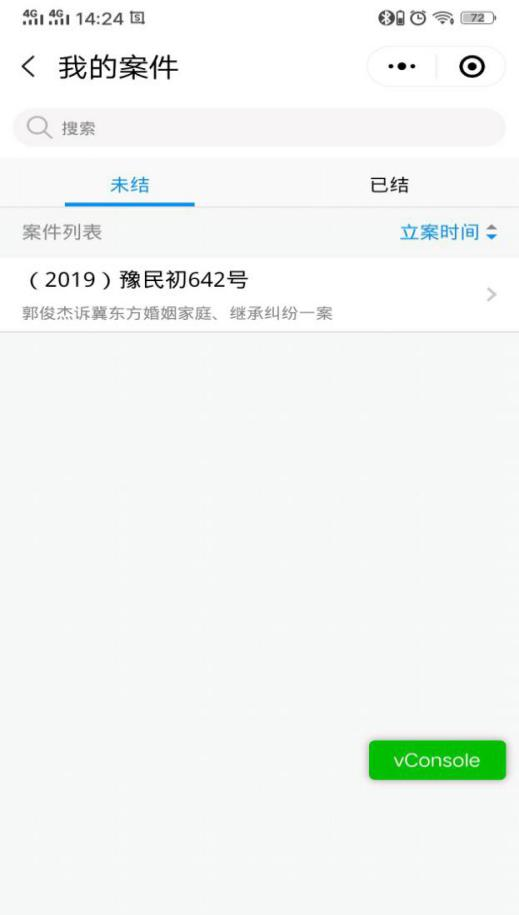 4G 4G 14:24 72
我的案件
搜索
未结 已结
案件列表 立案时间
（2019）豫民初642号
郭俊杰诉冀东方婚姻家庭、继承纠纷一案
vConsole